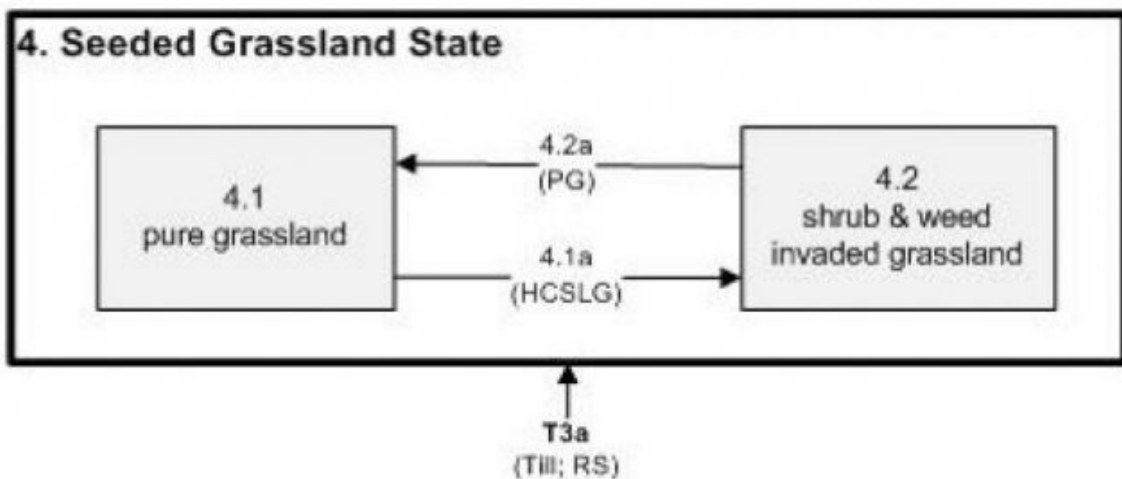 4. Seeded Grassland State
4.2a
(PG)
4.1
pure grassland
4.2
shrub & weed
invaded grassland
4.1a
(HCSLG)
T3a
(Till; RS)